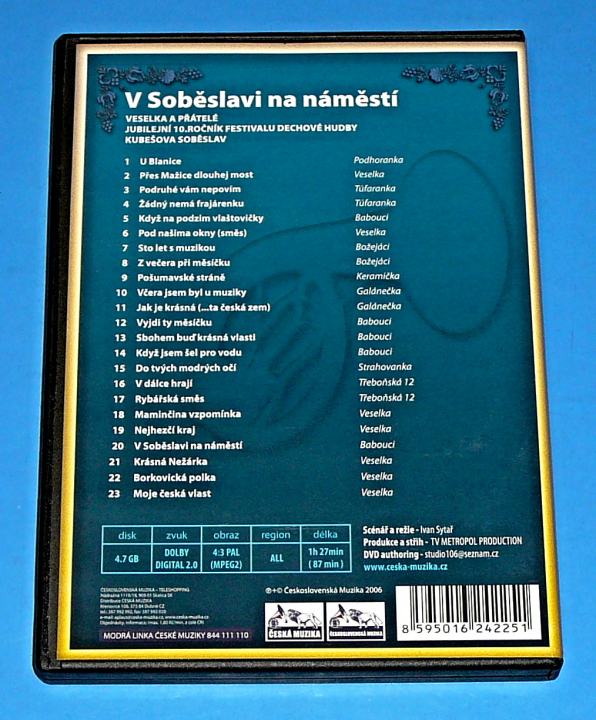 V Soběslavi na náměstí
VESELKA A PŘÁTELÉ
JUBILEJNÍ 10.ROČNÍK FESTIVALU DECHOVÉ HUDBY
KUBEŠOVA SOBĚSLAV
1 U Blanice Podhoranka
2 Přes Mažice dlouhej most Veselka
3 Podruhé vám nepovím Túfaranka
4 Žádný nemá frajárenku Túfaranka
5 Když na podzim vlaštovičky Babouci
6 Pod našima okny (směs) Veselka
7 Sto let s muzikou Božejáci
8 Z večera při měsíčku Božejáci
9 Pošumavské stráně Keramička
10 Včera jsem byl u muziky Galánečka
11 Jak je krásná (...ta česká zem) Galánečka
12 Vyjdi ty měsíčku Babouci
13 Sbohem buď krásná vlasti Babouci
14 Když jsem šel pro vodu Babouci
15 Do tvých modrých očí Strahovanka
16 V dálce hrají Třeboňská 12
17 Rybářská směs Třeboňská 12
18 Maminčina vzpomínka Veselka
19 Nejhezčí kraj Veselka
20 V Soběslavi na náměstí Babouci
21 Krásná Nežárka Veselka
22 Borkovická polka Veselka
23 Moje česká vlast Veselka
disk zvuk obraz region délka
4.7 GB DOLBY DIGITAL 2.0 4:3 PAL (MPEG2) ALL 1h 27min ( 87 min )
Scénář a režie - Ivan Sytař
Produkce a střih - TV METROPOL PRODUCTION
DVD authoring - studio106@seznam.cz
www.ceska-muzika.cz
ČESKOSLOVENSKÁ MUZIKA – TELESHOPPING
Distribuce ČESKÁ MUZIKA
MODRÁ LINKA ČESKÉ MUZIKY 844 111 110
℗+© Československá Muzika 2006
ČESKÁ MUZIKA
ČESKOSLOVENSKÁ MUZIKA
8 595016 242251